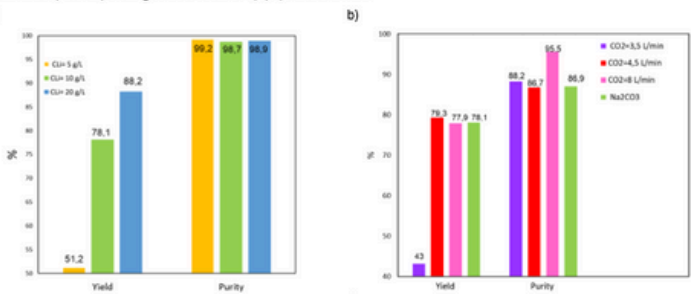 b)
100
95
90
85
80
75
70
65
60
55
50
%
CLi= 5 g/L
CLi= 10 g/L
CLi= 20 g/L
51,2
78,1
88,2
99,2
98,7
98,9
Yield
Purity
100
90
80
70
60
50
40
%
CO2=3,5 L/min
CO2=4,5 L/min
CO2=8 L/min
Na2CO3
43
79,3
77,9
78,1
88,2
86,7
95,5
86,9
Yield
Purity